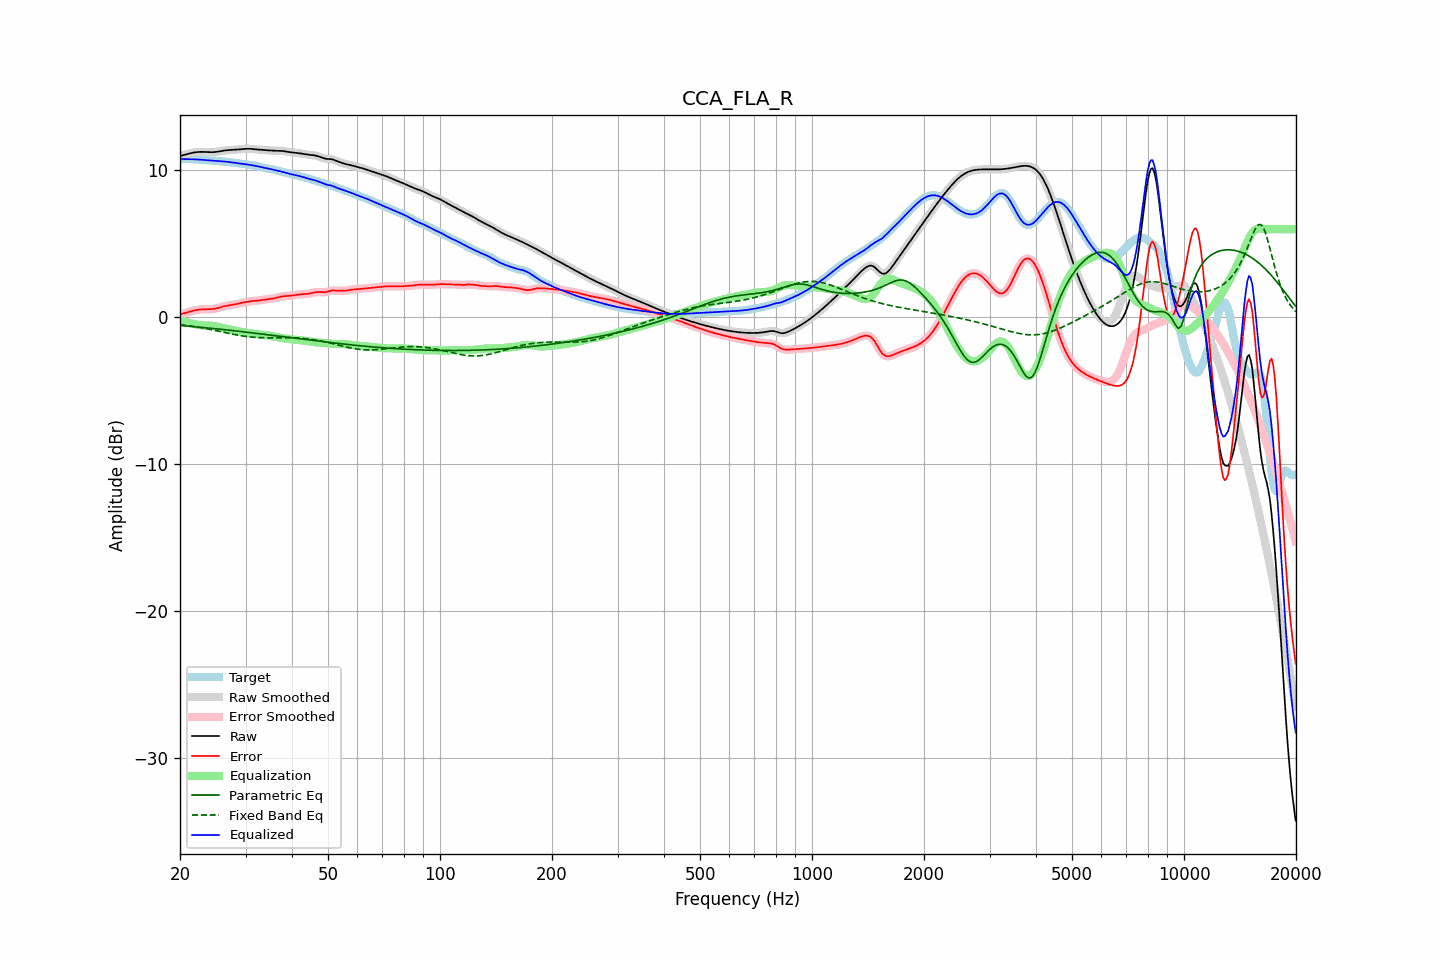 CCA_FLA_R
Amplitude (dBr)
10
0
−10
−20
−30
Target
Raw Smoothed
Error Smoothed
Raw
Error
Equalization
Parametric Eq
Fixed Band Eq
Equalized
20 50 100 200 500 1000 2000 5000 10000 20000
Frequency (Hz)